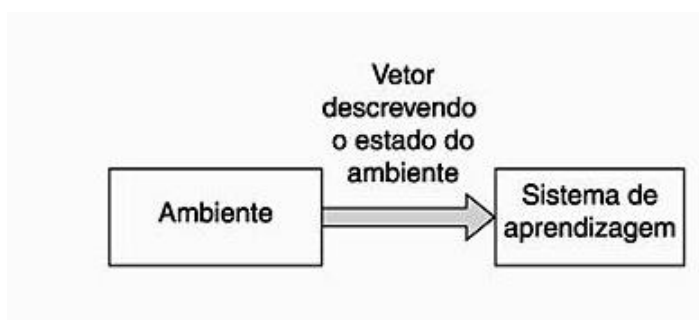 Vetor
descrevendo
o estado do
ambiente
Ambiente
Sistema de
aprendizagem